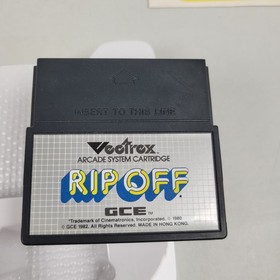 INSERT TO THIS LINE
Vectrex
ARCADE SYSTEM CARTRIDGE
RIP OFF
GCE™
*Trademark of Cinematronics, Incorporated, © 1980
© GCE 1982. All Rights Reserved. MADE IN HONG KONG.